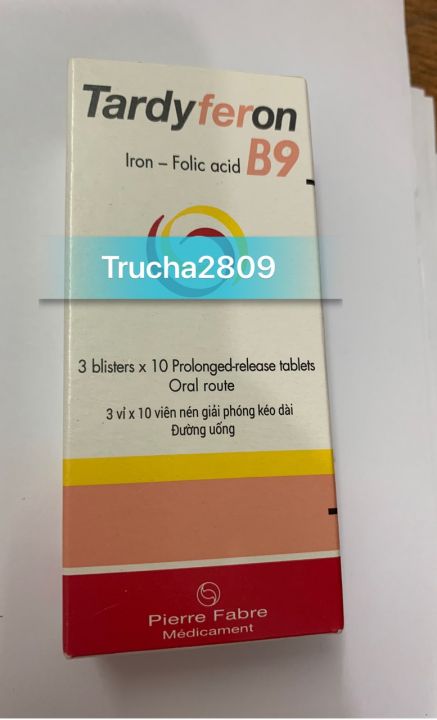 Tardyferon
Iron – Folic acid B9
Trucha2809
3 blisters x 10 Prolonged-release tablets
Oral route
3 vỉ x 10 viên nén giải phóng kéo dài
Đường uống
Pierre Fabre
Médicament